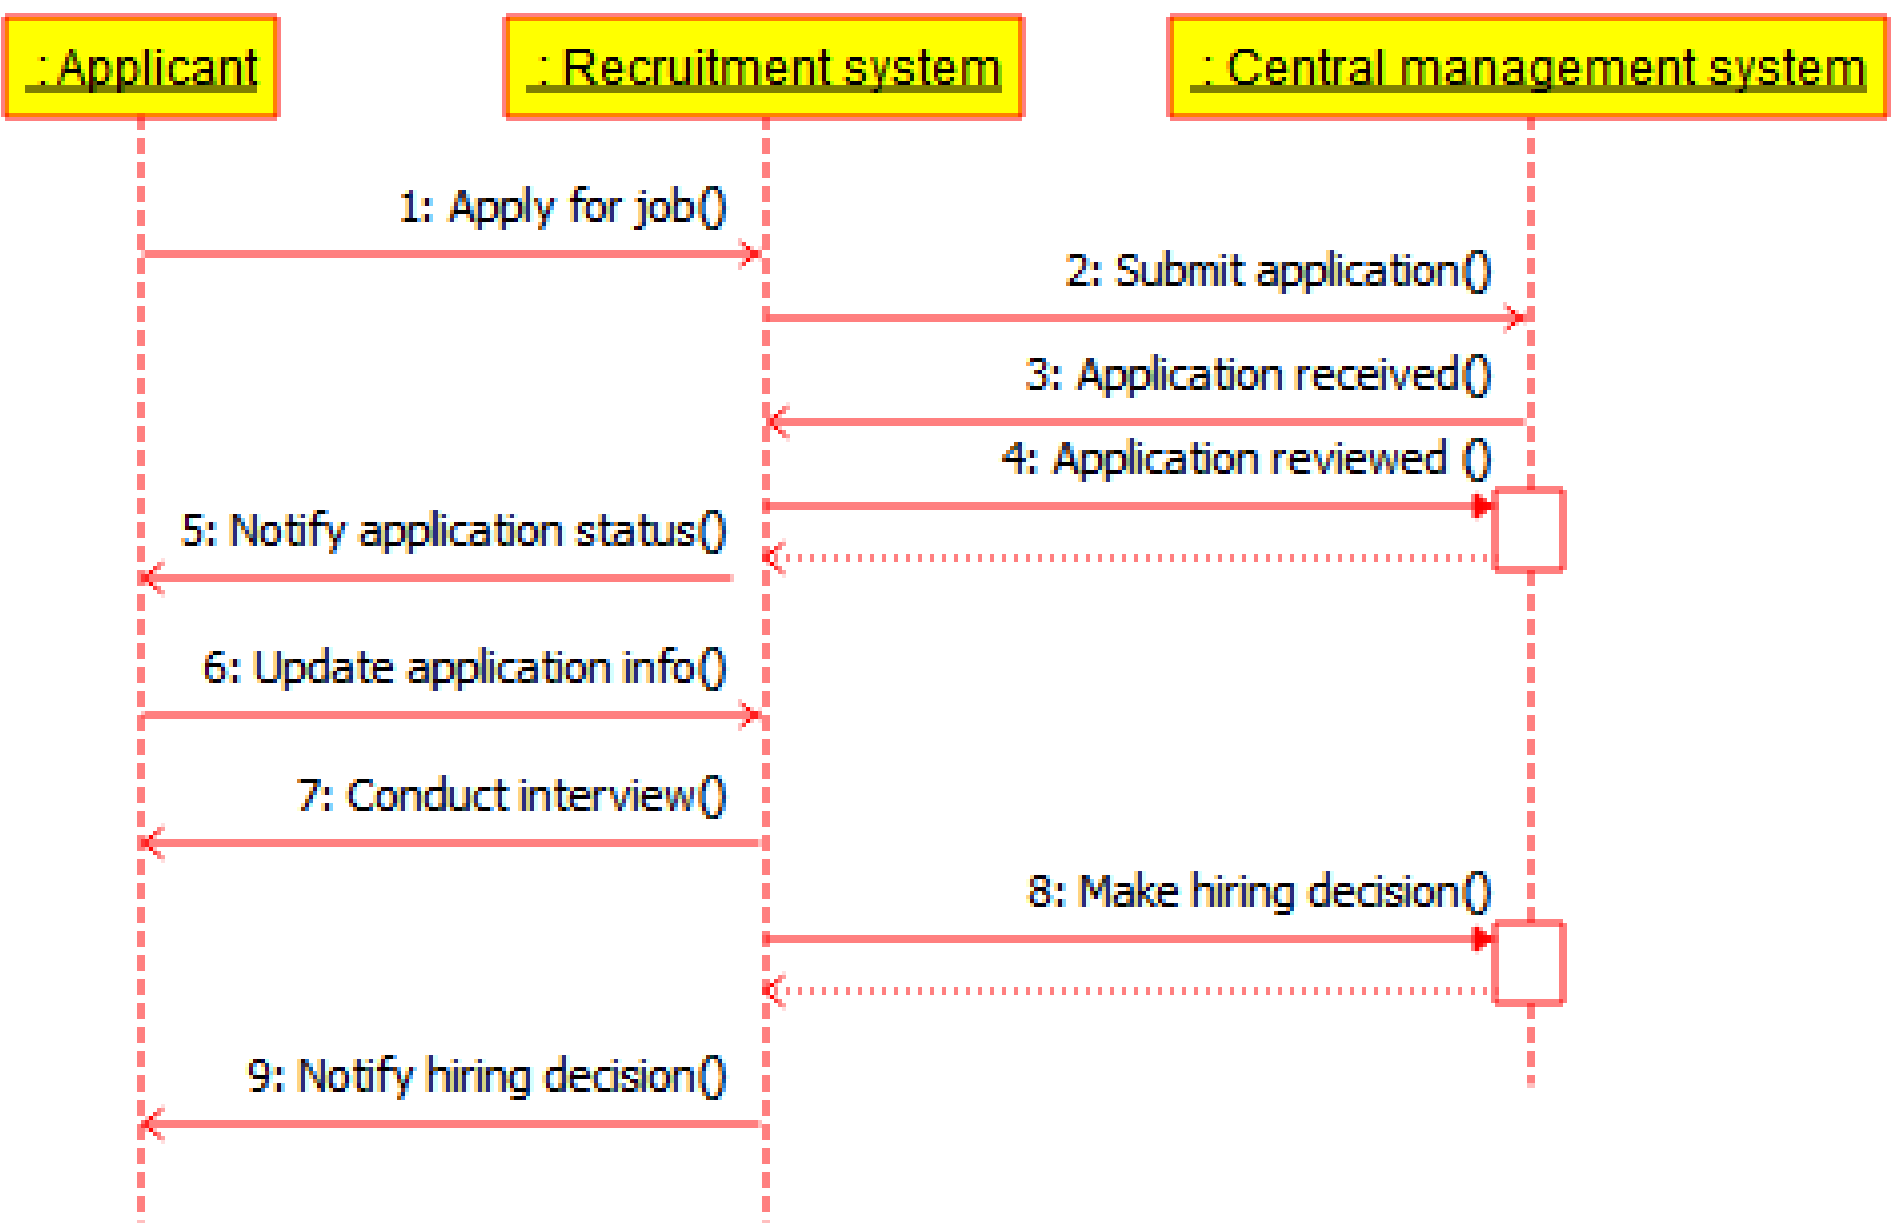 : Applicant
: Recruitment system
: Central management system
1: Apply for job()
2: Submit application()
3: Application received()
4: Application reviewed ()
5: Notify application status()
6: Update application info()
7: Conduct interview()
8: Make hiring decision()
9: Notify hiring decision()